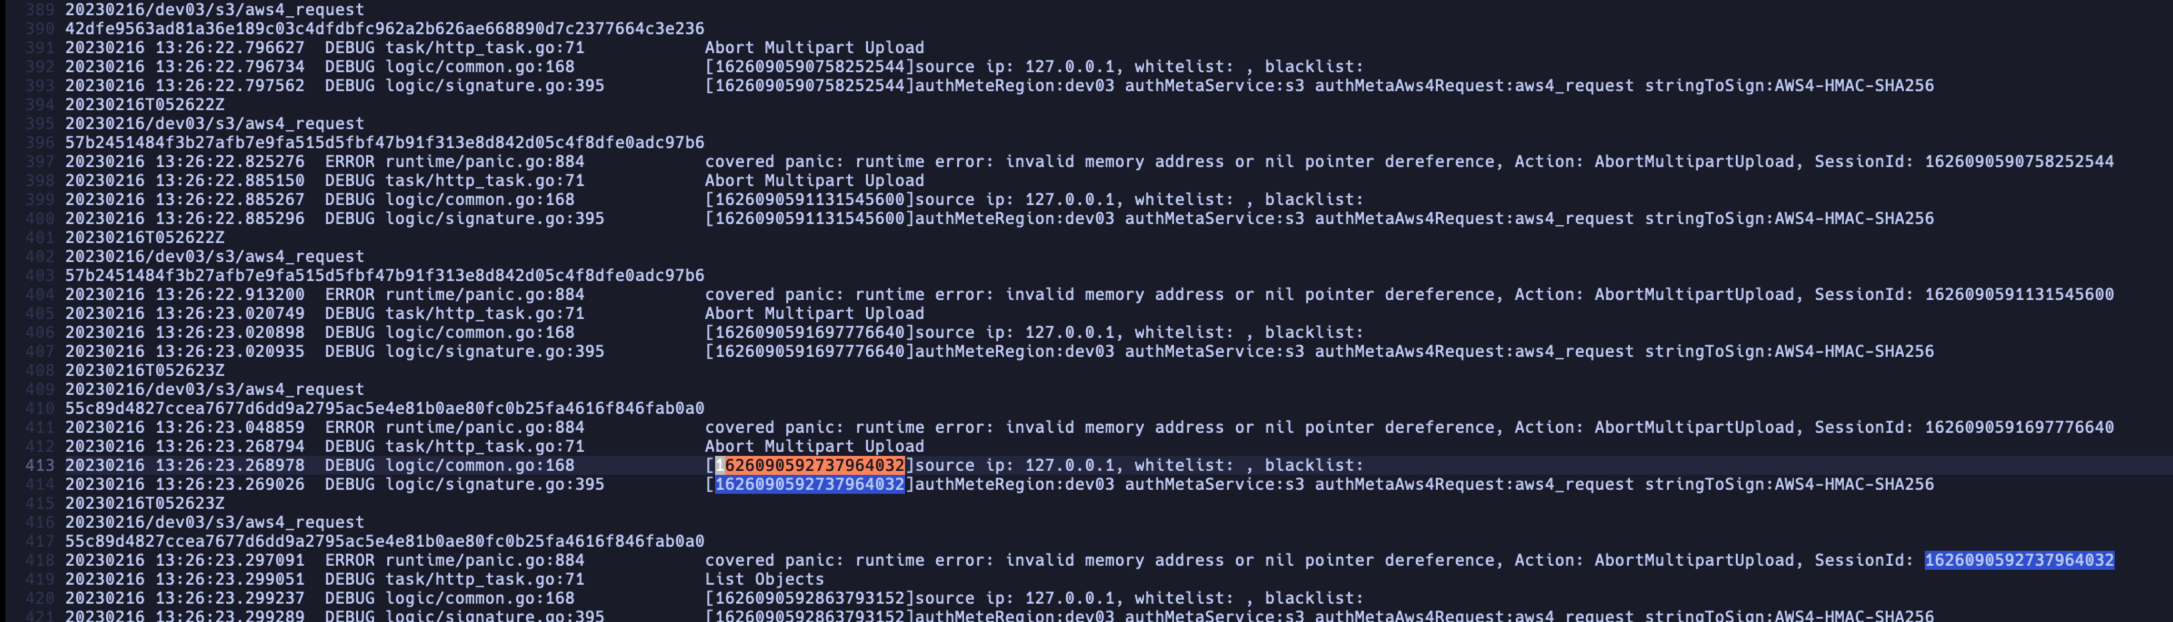 389 20230216/dev03/s3/aws4_request
390 42dfe9563ad81a36e189c03c4dfdbfc962a2b626ae668890d7c2377664c3e236
391 20230216 13:26:22.796627  DEBUG task/http_task.go:71            Abort Multipart Upload
392 20230216 13:26:22.796734  DEBUG logic/common.go:168             [1626090590758252544]source ip: 127.0.0.1, whitelist: , blacklist:
393 20230216 13:26:22.797562  DEBUG logic/signature.go:395          [1626090590758252544]authMeteRegion:dev03 authMetaService:s3 authMetaAws4Request:aws4_request stringToSign:AWS4-HMAC-SHA256
394 20230216T052622Z
395 20230216/dev03/s3/aws4_request
396 57b2451484f3b27afb7e9fa515d5fbf47b91f313e8d842d05c4f8dfe0adc97b6
397 20230216 13:26:22.825276  ERROR runtime/panic.go:884            covered panic: runtime error: invalid memory address or nil pointer dereference, Action: AbortMultipartUpload, SessionId: 1626090590758252544
398 20230216 13:26:22.885150  DEBUG task/http_task.go:71            Abort Multipart Upload
399 20230216 13:26:22.885267  DEBUG logic/common.go:168             [1626090591131545600]source ip: 127.0.0.1, whitelist: , blacklist:
400 20230216 13:26:22.885296  DEBUG logic/signature.go:395          [1626090591131545600]authMeteRegion:dev03 authMetaService:s3 authMetaAws4Request:aws4_request stringToSign:AWS4-HMAC-SHA256
401 20230216T052622Z
402 20230216/dev03/s3/aws4_request
403 57b2451484f3b27afb7e9fa515d5fbf47b91f313e8d842d05c4f8dfe0adc97b6
404 20230216 13:26:22.913200  ERROR runtime/panic.go:884            covered panic: runtime error: invalid memory address or nil pointer dereference, Action: AbortMultipartUpload, SessionId: 1626090591131545600
405 20230216 13:26:23.020749  DEBUG task/http_task.go:71            Abort Multipart Upload
406 20230216 13:26:23.020898  DEBUG logic/common.go:168             [1626090591697776640]source ip: 127.0.0.1, whitelist: , blacklist:
407 20230216 13:26:23.020935  DEBUG logic/signature.go:395          [1626090591697776640]authMeteRegion:dev03 authMetaService:s3 authMetaAws4Request:aws4_request stringToSign:AWS4-HMAC-SHA256
408 20230216T052623Z
409 20230216/dev03/s3/aws4_request
410 55c89d4827ccea7677d6dd9a2795ac5e4e81b0ae80fc0b25fa4616f846fab0a0
411 20230216 13:26:23.048859  ERROR runtime/panic.go:884            covered panic: runtime error: invalid memory address or nil pointer dereference, Action: AbortMultipartUpload, SessionId: 1626090591697776640
412 20230216 13:26:23.268794  DEBUG task/http_task.go:71            Abort Multipart Upload
413 20230216 13:26:23.268978  DEBUG logic/common.go:168             [1626090592737964032]source ip: 127.0.0.1, whitelist: , blacklist:
414 20230216 13:26:23.269026  DEBUG logic/signature.go:395          [1626090592737964032]authMeteRegion:dev03 authMetaService:s3 authMetaAws4Request:aws4_request stringToSign:AWS4-HMAC-SHA256
415 20230216T052623Z
416 20230216/dev03/s3/aws4_request
417 55c89d4827ccea7677d6dd9a2795ac5e4e81b0ae80fc0b25fa4616f846fab0a0
418 20230216 13:26:23.297091  ERROR runtime/panic.go:884            covered panic: runtime error: invalid memory address or nil pointer dereference, Action: AbortMultipartUpload, SessionId: 1626090592737964032
419 20230216 13:26:23.299051  DEBUG task/http_task.go:71            List Objects
420 20230216 13:26:23.299237  DEBUG logic/common.go:168             [1626090592863793152]source ip: 127.0.0.1, whitelist: , blacklist:
421 20230216 13:26:23.299289  DEBUG logic/signature.go:395          [1626090592863793152]authMeteRegion:dev03 authMetaService:s3 authMetaAws4Request:aws4_request stringToSign:AWS4-HMAC-SHA256